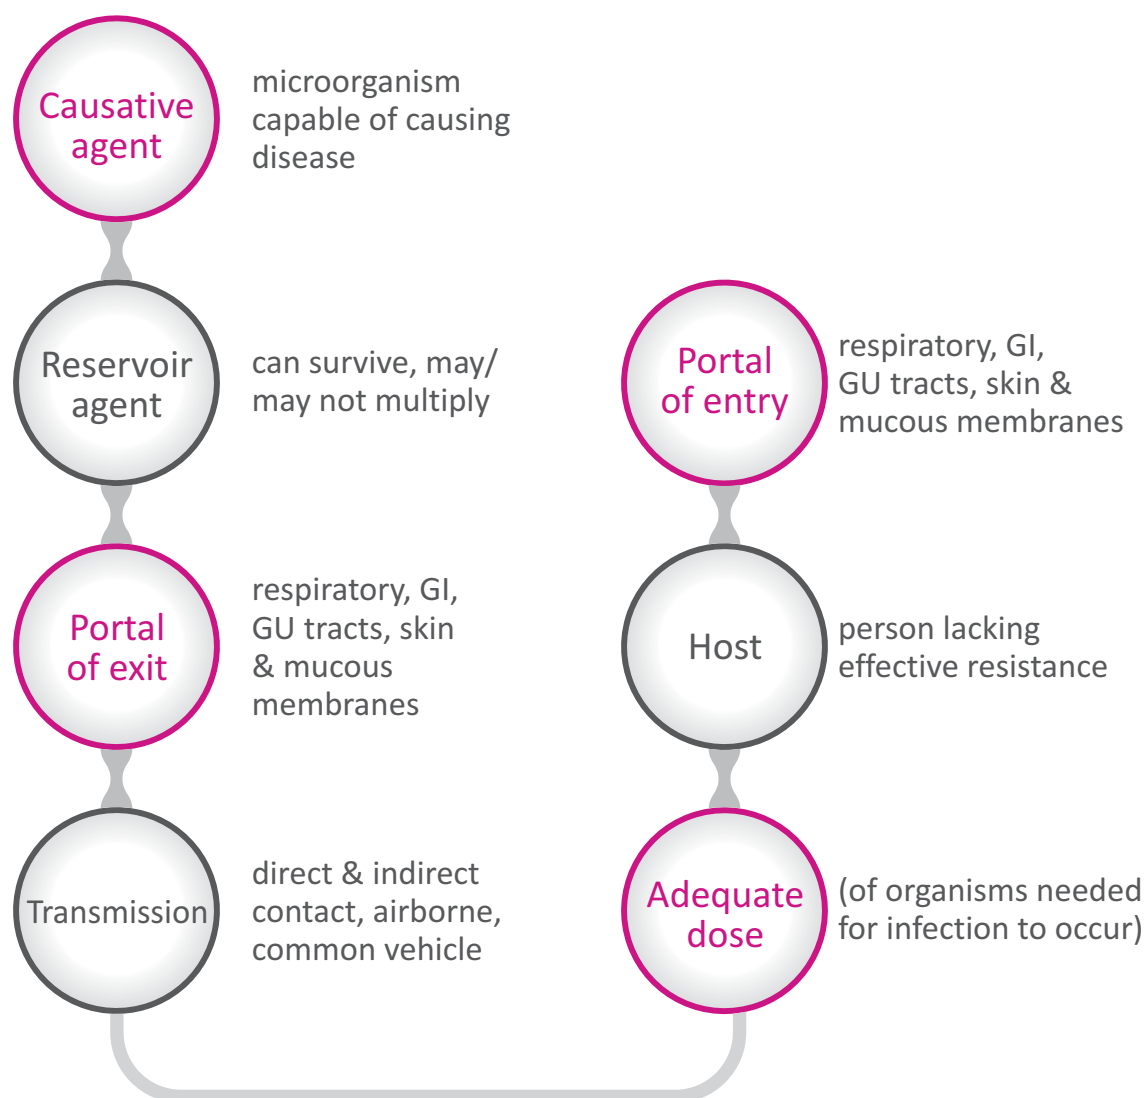 Causative
agent
microorganism
capable of causing
disease
Reservoir
agent
can survive, may/
may not multiply
Portal
of exit
respiratory, GI,
GU tracts, skin
& mucous
membranes
Transmission
direct & indirect
contact, airborne,
common vehicle
Portal
of entry
respiratory, GI,
GU tracts, skin &
mucous membranes
Host
person lacking
effective resistance
Adequate
dose
(of organisms needed
for infection to occur)